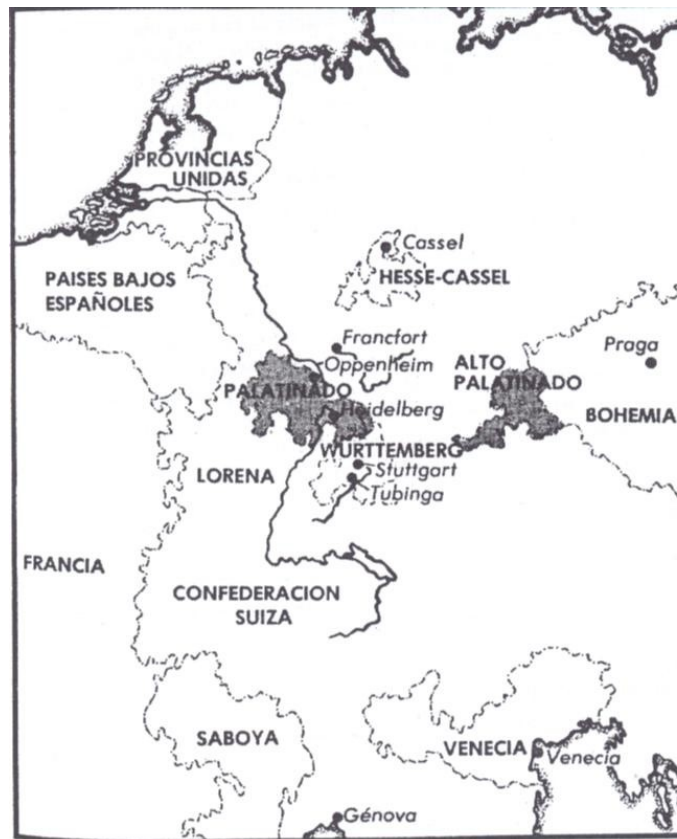 PROVINCIAS
UNIDAS
Cassel
HESSE-CASSEL
PAISES BAJOS
ESPAÑOLES
Francfort
Praga
Oppenheim
ALTO
PALATINADO
PALATINADO
Heidelberg
BOHEMIA
WURTTEMBERG
Stuttgart
LORENA
Tubinga
FRANCIA
CONFEDERACION
SUIZA
SABOYA
VENECIA
Venecia
Génova